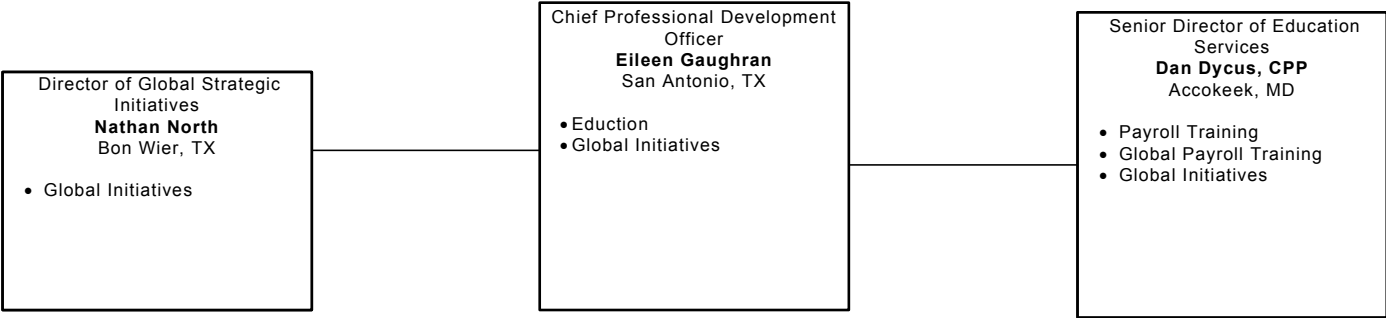 Director of Global Strategic
Initiatives
Nathan North
Bon Wier, TX
• Global Initiatives
Chief Professional Development
Officer
Eileen Gaughran
San Antonio, TX
• Eduction
• Global Initiatives
Senior Director of Education
Services
Dan Dycus, CPP
Accokeek, MD
• Payroll Training
• Global Payroll Training
• Global Initiatives